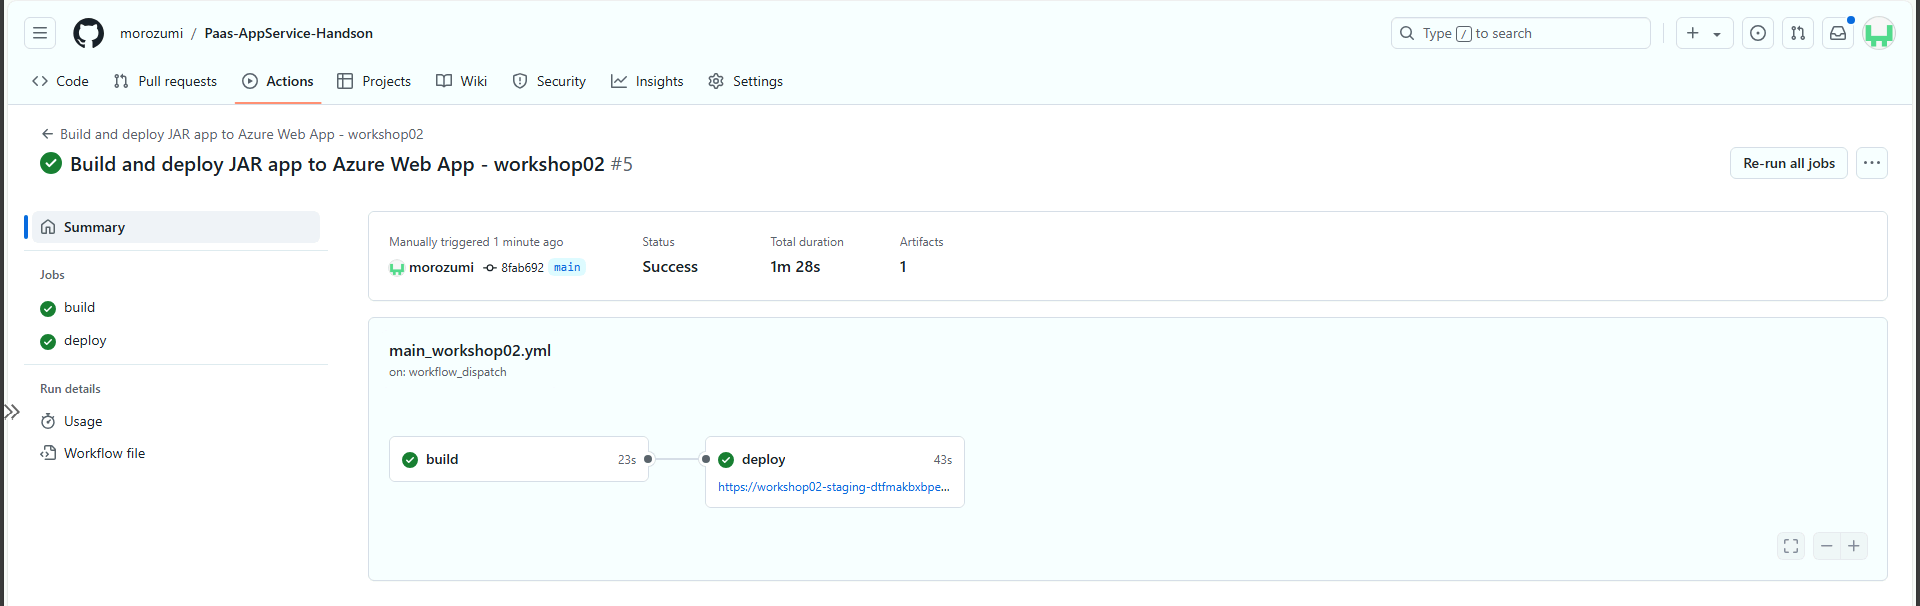 morozumi / Paas-AppService-Handson
Type / to search
Code Pull requests Actions Projects Wiki Security Insights Settings
Build and deploy JAR app to Azure Web App - workshop02
Build and deploy JAR app to Azure Web App - workshop02 #5
Re-run all jobs
Summary
Jobs
build
deploy
Run details
Usage
Workflow file
Manually triggered 1 minute ago
morozumi 8fab692 main
Status
Success
Total duration
1m 28s
Artifacts
1
main_workshop02.yml
on: workflow_dispatch
build 23s
deploy 43s
https://workshop02-staging-dtfmakbxbpe...